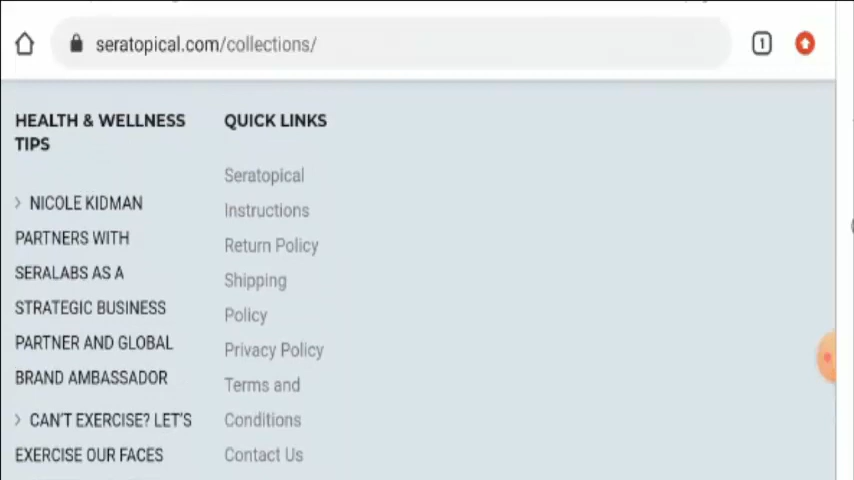 seratopical.com/collections/
1
HEALTH & WELLNESS
TIPS
> NICOLE KIDMAN
PARTNERS WITH
SERALABS AS A
STRATEGIC BUSINESS
PARTNER AND GLOBAL
BRAND AMBASSADOR
> CAN'T EXERCISE? LET'S
EXERCISE OUR FACES
QUICK LINKS
Seratopical
Instructions
Return Policy
Shipping
Policy
Privacy Policy
Terms and
Conditions
Contact Us